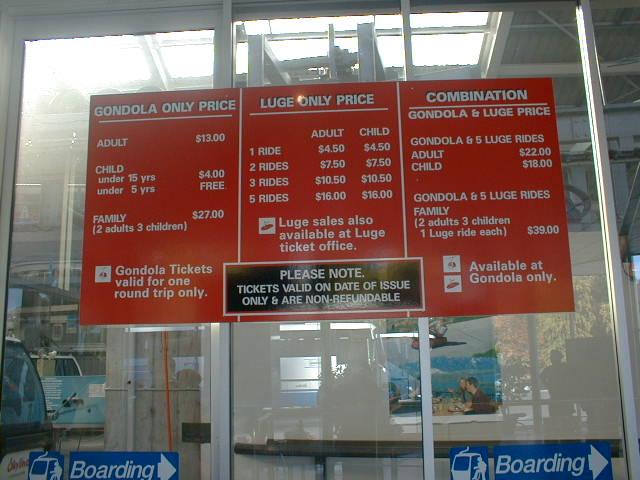 GONDOLA ONLY PRICE
ADULT $13.00
CHILD
under 15 yrs $4.00
under 5 yrs FREE
FAMILY $27.00
(2 adults 3 children)
Gondola Tickets
valid for one
round trip only.
LUGE ONLY PRICE
ADULT CHILD
1 RIDE $4.50 $4.50
2 RIDES $7.50 $7.50
3 RIDES $10.50 $10.50
5 RIDES $16.00 $16.00
Luge sales also
available at Luge
ticket office.
COMBINATION
GONDOLA & LUGE PRICE
GONDOLA & 5 LUGE RIDES
ADULT $22.00
CHILD $18.00
GONDOLA & 5 LUGE RIDES
FAMILY
(2 adults 3 children
1 Luge ride each) $39.00
Available at
Gondola only.
PLEASE NOTE.
TICKETS VALID ON DATE OF ISSUE
ONLY & ARE NON-REFUNDABLE
Boarding
Boarding